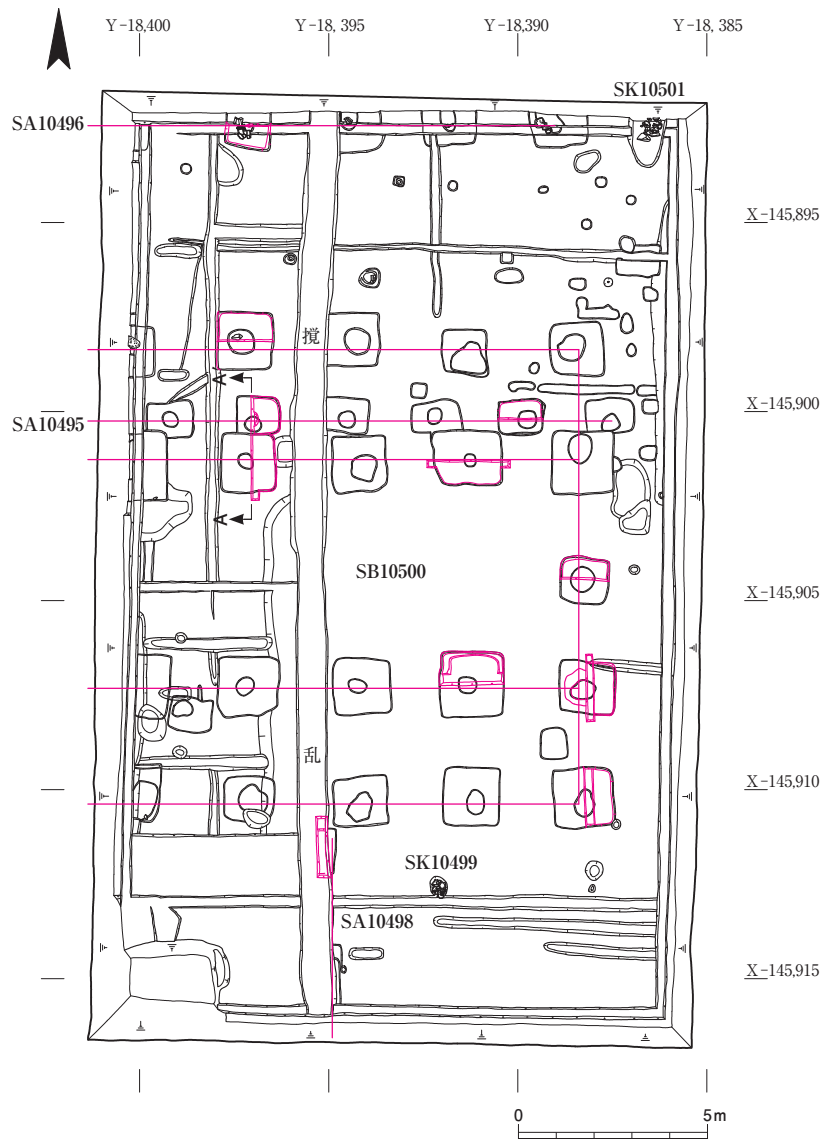 Y-18,400
Y-18,395
Y-18,390
Y-18,385
SK10501
SA10496
X-145,895
撹
X-145,900
SA10495
A'
A
SB10500
X-145,905
乱
X-145,910
SK10499
SA10498
X-145,915
0 5m